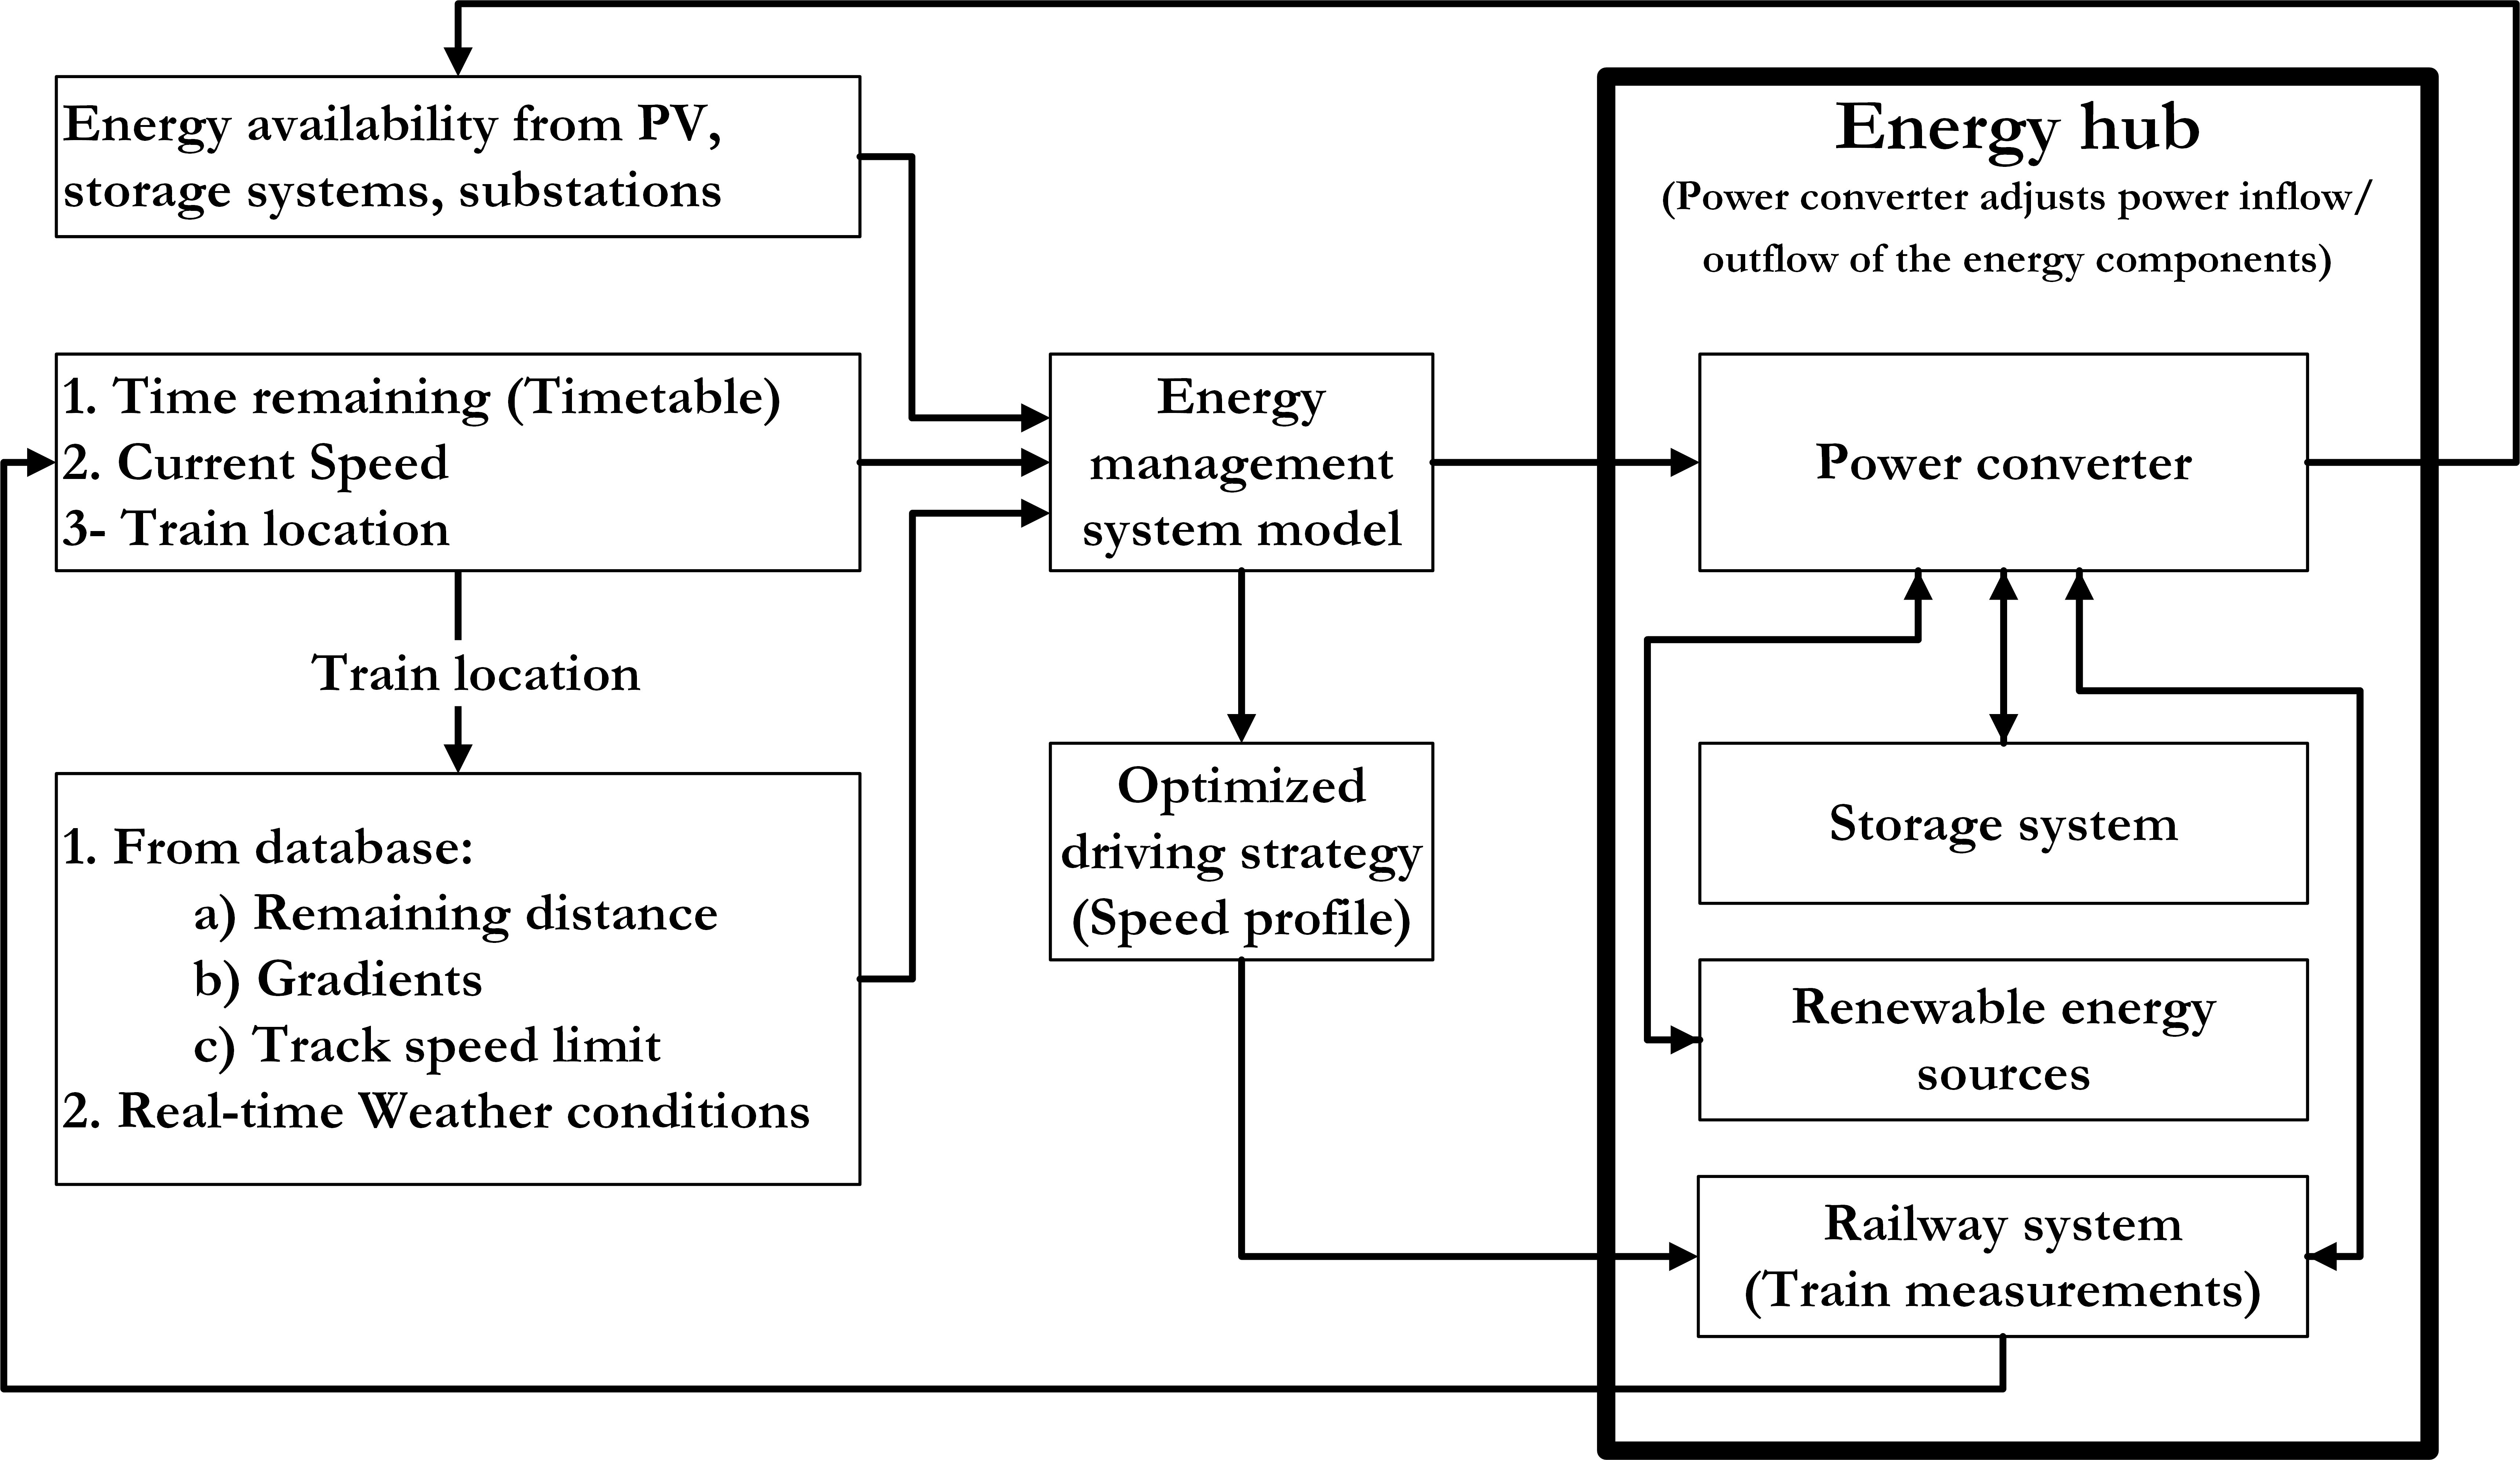 Energy availability from PV,
storage systems, substations
1. Time remaining (Timetable)
2. Current Speed
3- Train location
Train location
1. From database:
a) Remaining distance
b) Gradients
c) Track speed limit
2. Real-time Weather conditions
Energy
management
system model
Optimized
driving strategy
(Speed profile)
Energy hub
(Power converter adjusts power inflow/
outflow of the energy components)
Power converter
Storage system
Renewable energy
sources
Railway system
(Train measurements)